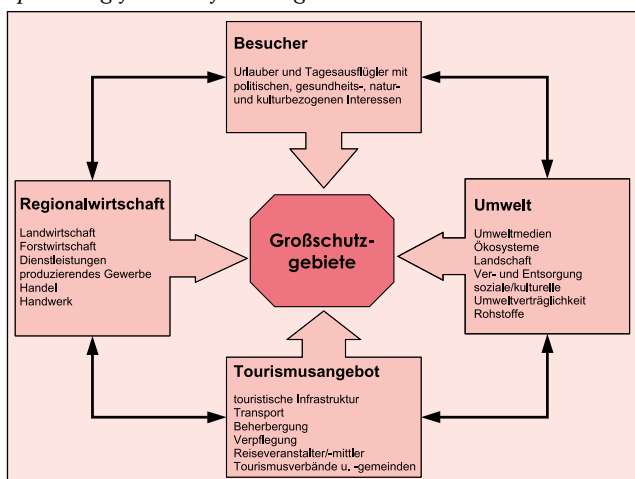 Besucher
Urlauber und Tagesausflügler mit
politischen, gesundheits-, natur-
und kulturbezogenen Interessen
Regionalwirtschaft
Landwirtschaft
Forstwirtschaft
Dienstleistungen
produzierendes Gewerbe
Handel
Handwerk
Großschutz-
gebiete
Umwelt
Umweltmedien
Ökosysteme
Landschaft
Ver- und Entsorgung
soziale/kulturelle
Umweltverträglichkeit
Rohstoffe
Tourismusangebot
touristische Infrastruktur
Transport
Beherbergung
Verpflegung
Reiseveranstalter/-mittler
Tourismusverbände u. -gemeinden